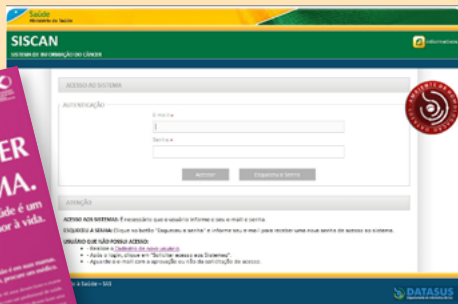 Saúde
Ministério da Saúde
SISCAN
SISTEMA DE INFORMAÇÃO DO CÂNCER
informativos
ACESSO AO SISTEMA
AUTENTICAÇÃO
E-mail
Senha
Acessar
Esqueceu a Senha
ATENÇÃO
ACESSO AOS SISTEMAS: É necessário que o usuário informe o seu e-mail e senha.
ESQUECEU A SENHA: Clique no botão "Esqueceu a senha" e informe seu e-mail para receber uma nova senha de acesso ao sistema.
USUÁRIO QUE NÃO POSSUI ACESSO:
- Realize o Cadastro de novo usuário
- Após o login, clique em "Solicitar acesso aos Sistemas".
- Aguarde o e-mail com a aprovação ou não da solicitação de acesso.
DATASUS
ER
MA.
úde é um
or à vida.